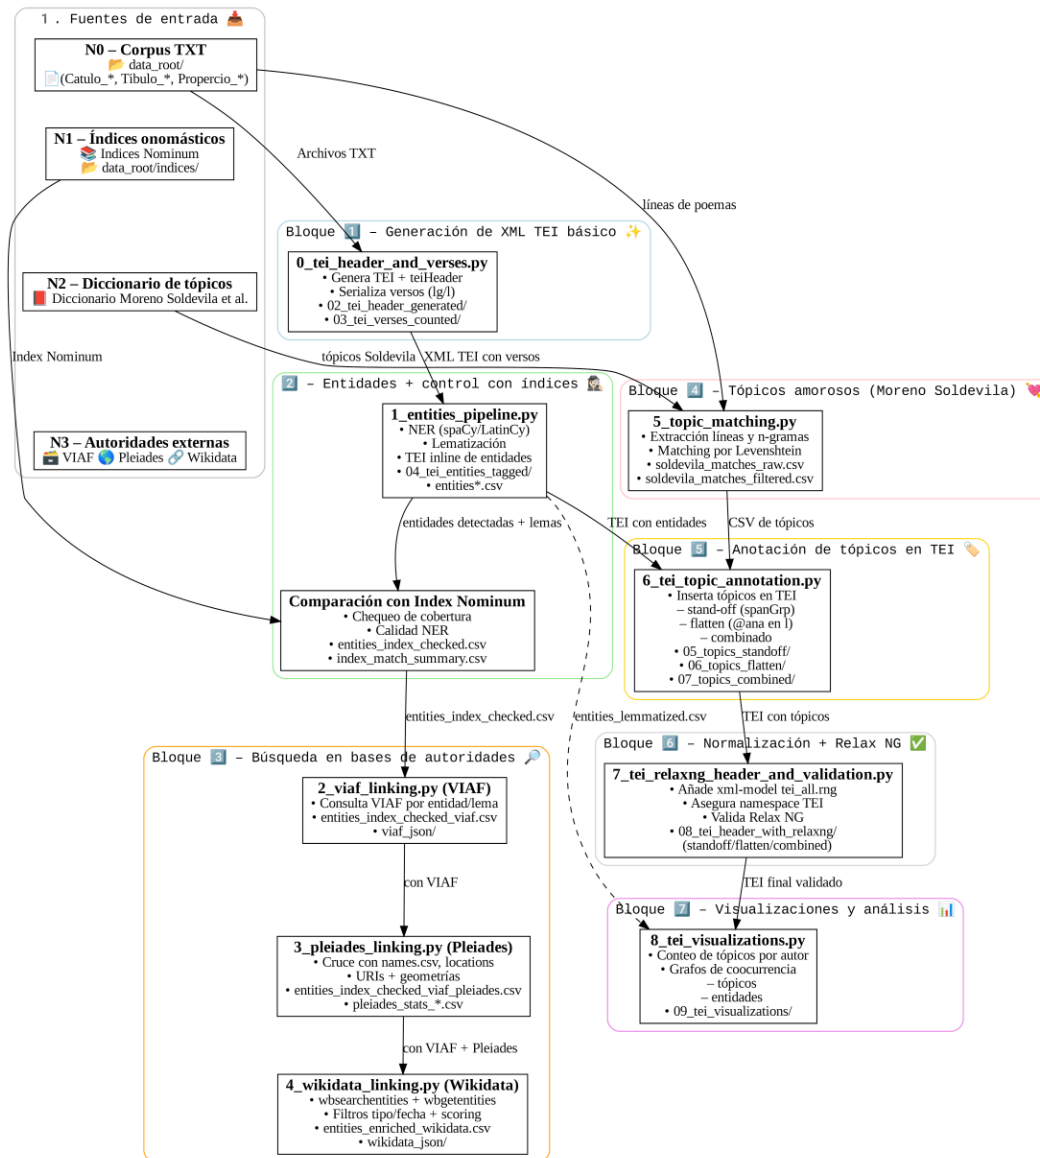 1. Fuentes de entrada 📥
N0 – Corpus TXT
📂 data_root/
📄(Catulo_*, Tibulo_*, Propercio_*)
N1 – Índices onomásticos
📚 Indices Nominum
📂 data_root/indices/
N2 – Diccionario de tópicos
📕 Diccionario Moreno Soldevila et al.
N3 – Autoridades externas
🗃️ VIAF 🌎 Pleiades 🔗 Wikidata
Archivos TXT
líneas de poemas
Index Nominum
tópicos Soldevila
XML TEI con versos
Bloque 1️⃣ – Generación de XML TEI básico ✨
0_tei_header_and_verses.py
• Genera TEI + teiHeader
• Serializa versos (lg/l)
• 02_tei_header_generated/
• 03_tei_verses_counted/
2️⃣ – Entidades + control con índices 🕵🏻
1_entities_pipeline.py
• NER (spaCy/LatinCy)
• Lematización
• TEI inline de entidades
• 04_tei_entities_tagged/
• entities*.csv
entidades detectadas + lemas
TEI con entidades
Comparación con Index Nominum
• Chequeo de cobertura
• Calidad NER
• entities_index_checked.csv
• index_match_summary.csv
entities_index_checked.csv
entities_lemmatized.csv
Bloque 3️⃣ – Búsqueda en bases de autoridades 🔎
2_viaf_linking.py (VIAF)
• Consulta VIAF por entidad/lema
• entities_index_checked_viaf.csv
• viaf_json/
con VIAF
3_pleiades_linking.py (Pleiades)
• Cruce con names.csv, locations
• URIs + geometrías
• entities_index_checked_viaf_pleiades.csv
• pleiades_stats_*.csv
con VIAF + Pleiades
4_wikidata_linking.py (Wikidata)
• wbsearchentities + wbgetentities
• Filtros tipo/fecha + scoring
• entities_enriched_wikidata.csv
• wikidata_json/
Bloque 4️⃣ – Tópicos amorosos (Moreno Soldevila) 💘
5_topic_matching.py
• Extracción líneas y n-gramas
• Matching por Levenshtein
• soldevila_matches_raw.csv
• soldevila_matches_filtered.csv
CSV de tópicos
Bloque 5️⃣ – Anotación de tópicos en TEI 🏷️
6_tei_topic_annotation.py
• Inserta tópicos en TEI
– stand-off (spanGrp)
– flatten (@ana en l)
– combinado
• 05_topics_standoff/
• 06_topics_flatten/
• 07_topics_combined/
TEI con tópicos
Bloque 6️⃣ – Normalización + Relax NG ✅
7_tei_relaxng_header_and_validation.py
• Añade xml-model tei_all.rng
• Asegura namespace TEI
• Valida Relax NG
• 08_tei_header_with_relaxng/
(standoff/flatten/combined)
TEI final validado
Bloque 7️⃣ – Visualizaciones y análisis 📊
8_tei_visualizations.py
• Conteo de tópicos por autor
• Grafos de coocurrencia
– tópicos
– entidades
• 09_tei_visualizations/